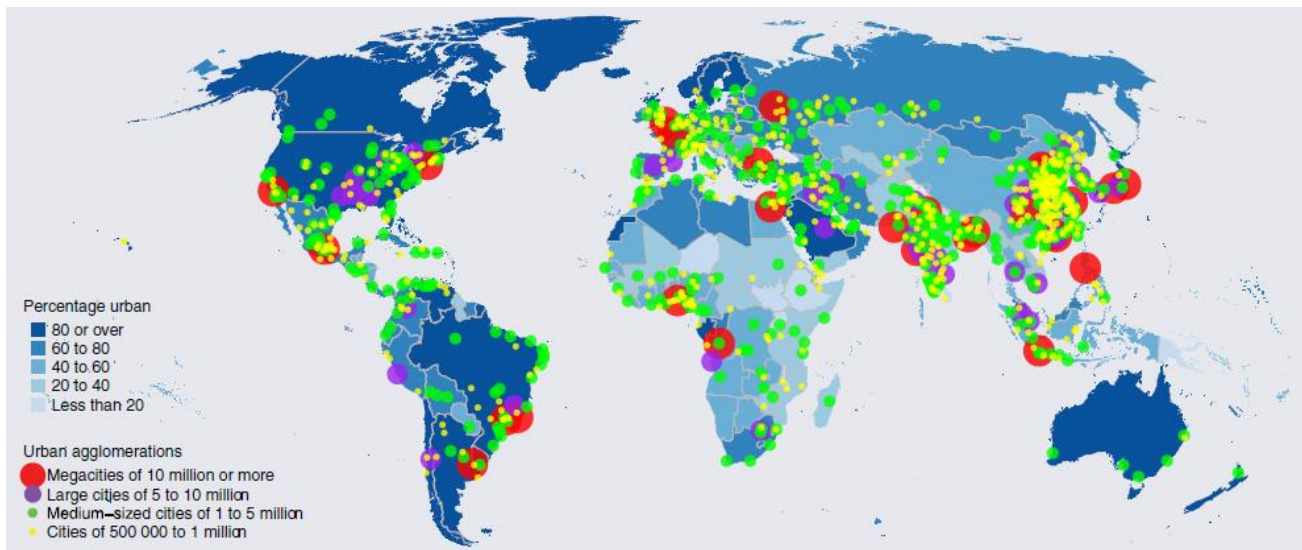 Percentage urban
80 or over
60 to 80
40 to 60
20 to 40
Less than 20
Urban agglomerations
Megacities of 10 million or more
Large cities of 5 to 10 million
Medium-sized cities of 1 to 5 million
Cities of 500 000 to 1 million